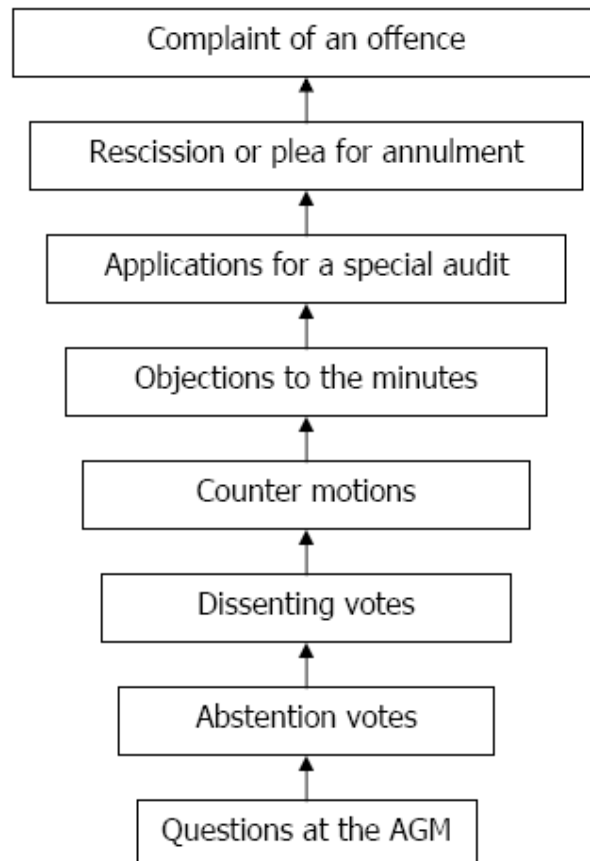 Complaint of an offence
Rescission or plea for annulment
Applications for a special audit
Objections to the minutes
Counter motions
Dissenting votes
Abstention votes
Questions at the AGM